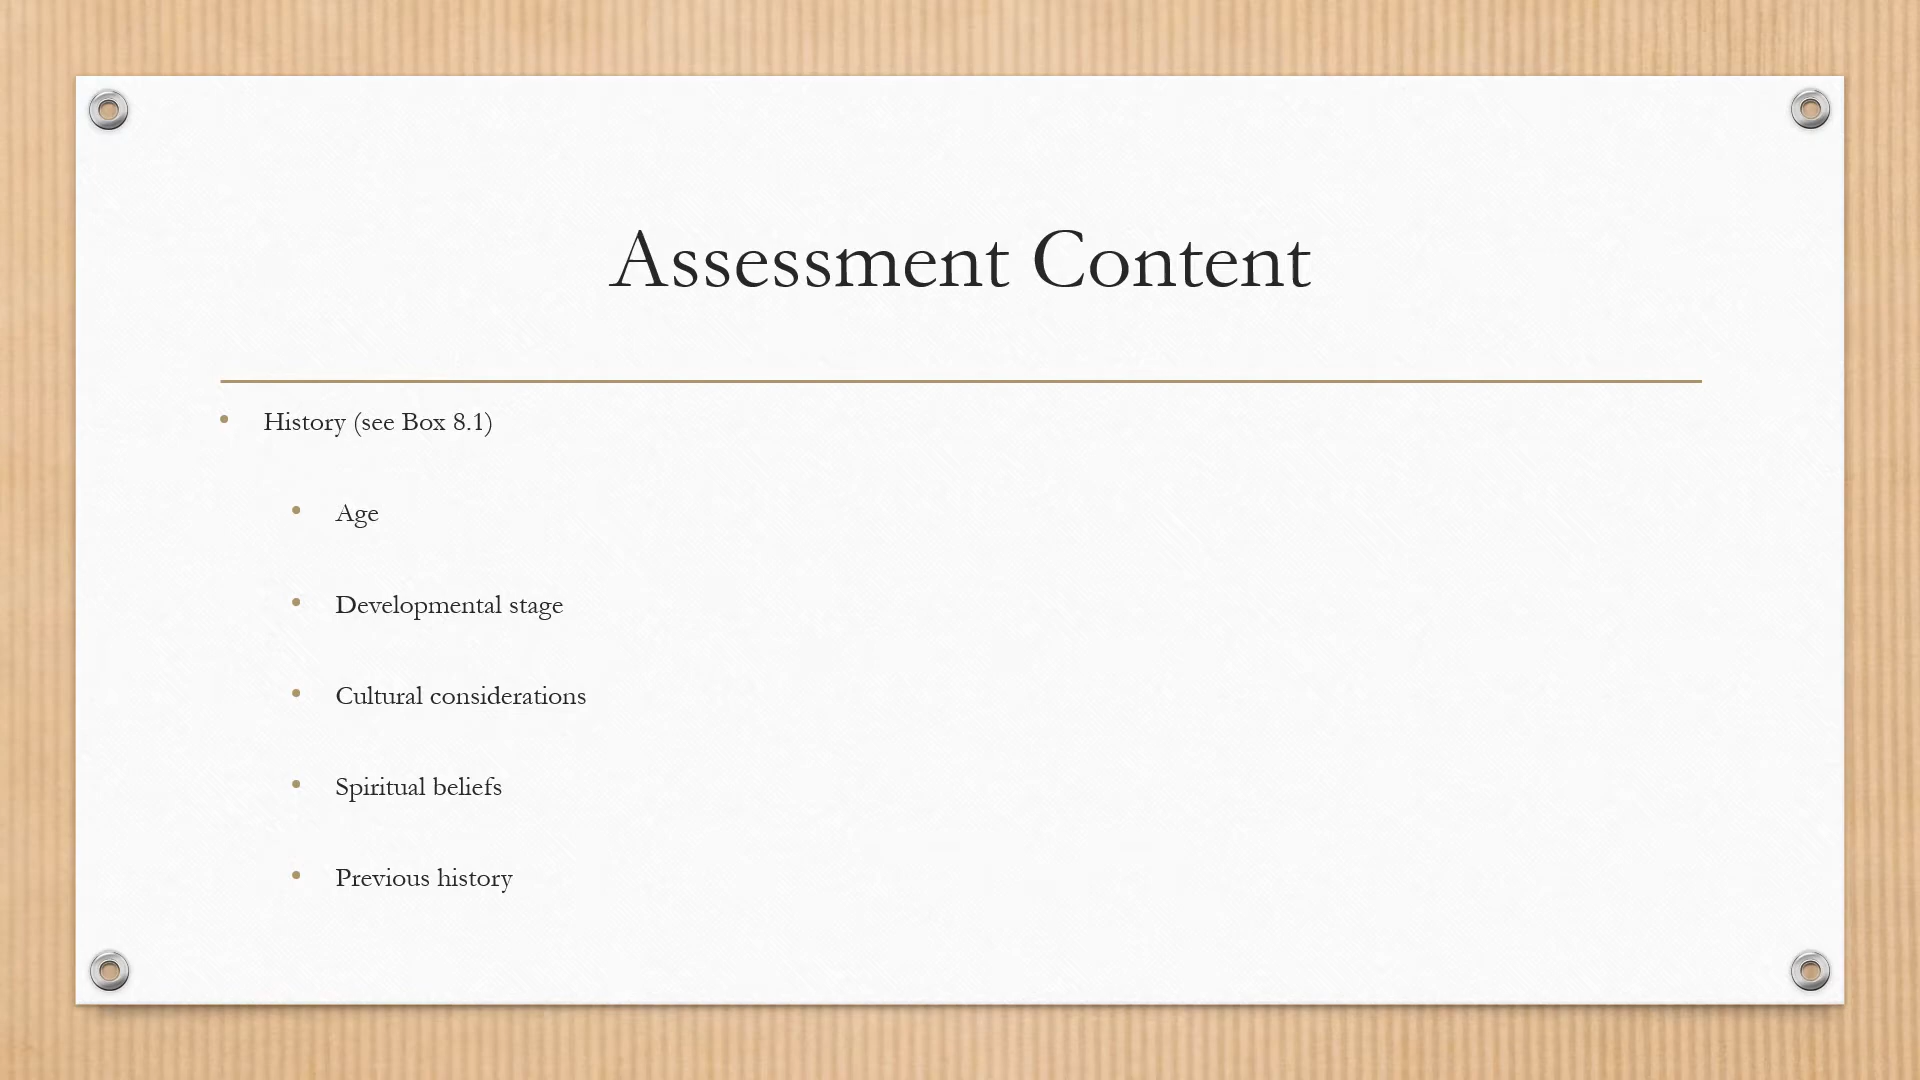 Assessment Content
• History (see Box 8.1)
• Age
• Developmental stage
• Cultural considerations
• Spiritual beliefs
• Previous history